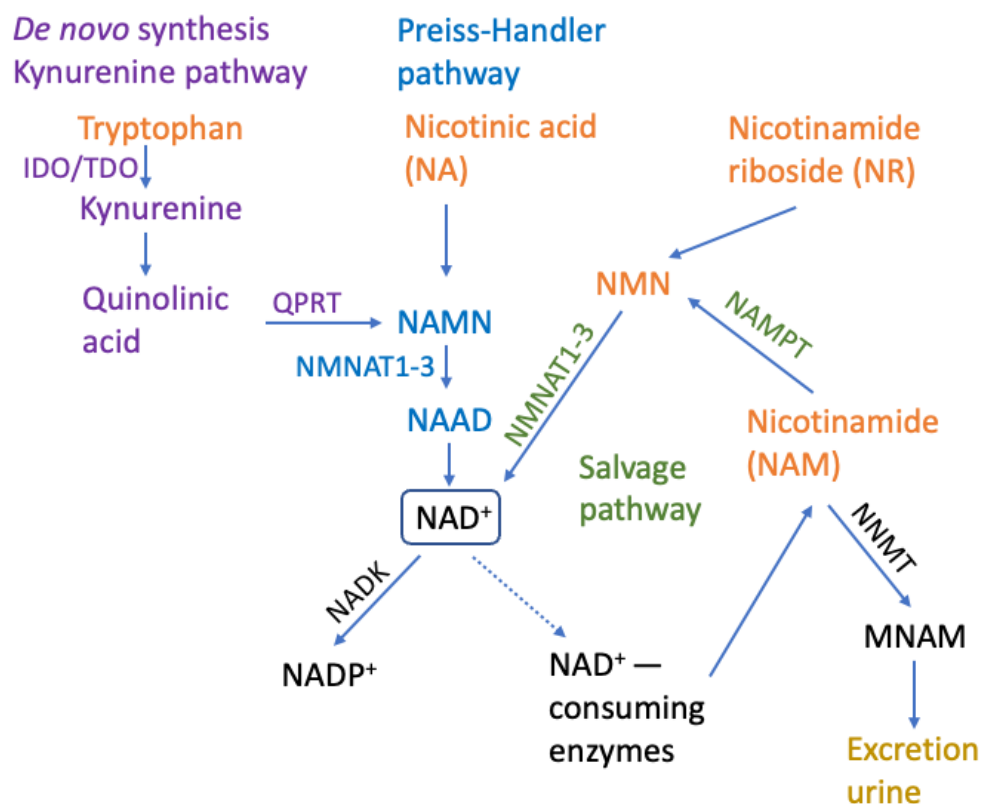 De novo synthesis
Kynurenine pathway
Preiss-Handler
pathway
Tryptophan
IDO/TDO
Kynurenine
Quinolinic
acid
QPRT
Nicotinic acid
(NA)
NAMN
NMNAT1-3
NAAD
NAD⁺
Nicotinamide
riboside (NR)
NMN
NAMPT
NMNAT1-3
Nicotinamide
(NAM)
Salvage
pathway
NNMT
NADK
NADP⁺
NAD⁺ —
consuming
enzymes
MNAM
Excretion
urine